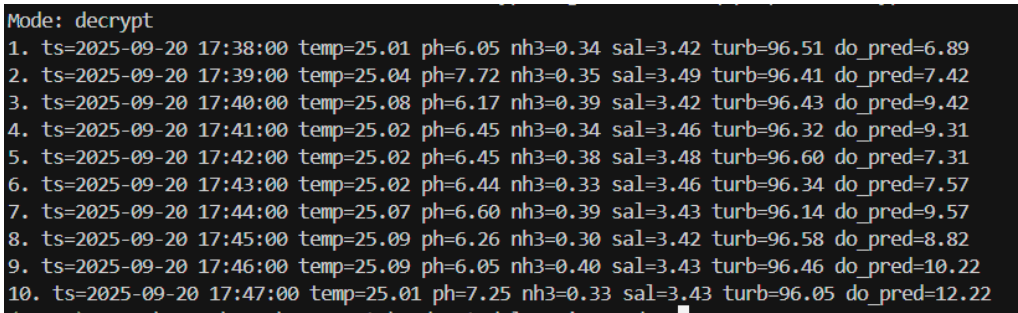 Mode: decrypt
1. ts=2025-09-20 17:38:00 temp=25.01 ph=6.05 nh3=0.34 sal=3.42 turb=96.51 do_pred=6.89
2. ts=2025-09-20 17:39:00 temp=25.04 ph=7.72 nh3=0.35 sal=3.49 turb=96.41 do_pred=7.42
3. ts=2025-09-20 17:40:00 temp=25.08 ph=6.17 nh3=0.39 sal=3.42 turb=96.43 do_pred=9.42
4. ts=2025-09-20 17:41:00 temp=25.02 ph=6.45 nh3=0.34 sal=3.46 turb=96.32 do_pred=9.31
5. ts=2025-09-20 17:42:00 temp=25.02 ph=6.45 nh3=0.38 sal=3.48 turb=96.60 do_pred=7.31
6. ts=2025-09-20 17:43:00 temp=25.02 ph=6.44 nh3=0.33 sal=3.46 turb=96.34 do_pred=7.57
7. ts=2025-09-20 17:44:00 temp=25.07 ph=6.60 nh3=0.39 sal=3.43 turb=96.14 do_pred=9.57
8. ts=2025-09-20 17:45:00 temp=25.09 ph=6.26 nh3=0.30 sal=3.42 turb=96.58 do_pred=8.82
9. ts=2025-09-20 17:46:00 temp=25.09 ph=6.05 nh3=0.40 sal=3.43 turb=96.46 do_pred=10.22
10. ts=2025-09-20 17:47:00 temp=25.01 ph=7.25 nh3=0.33 sal=3.43 turb=96.05 do_pred=12.22